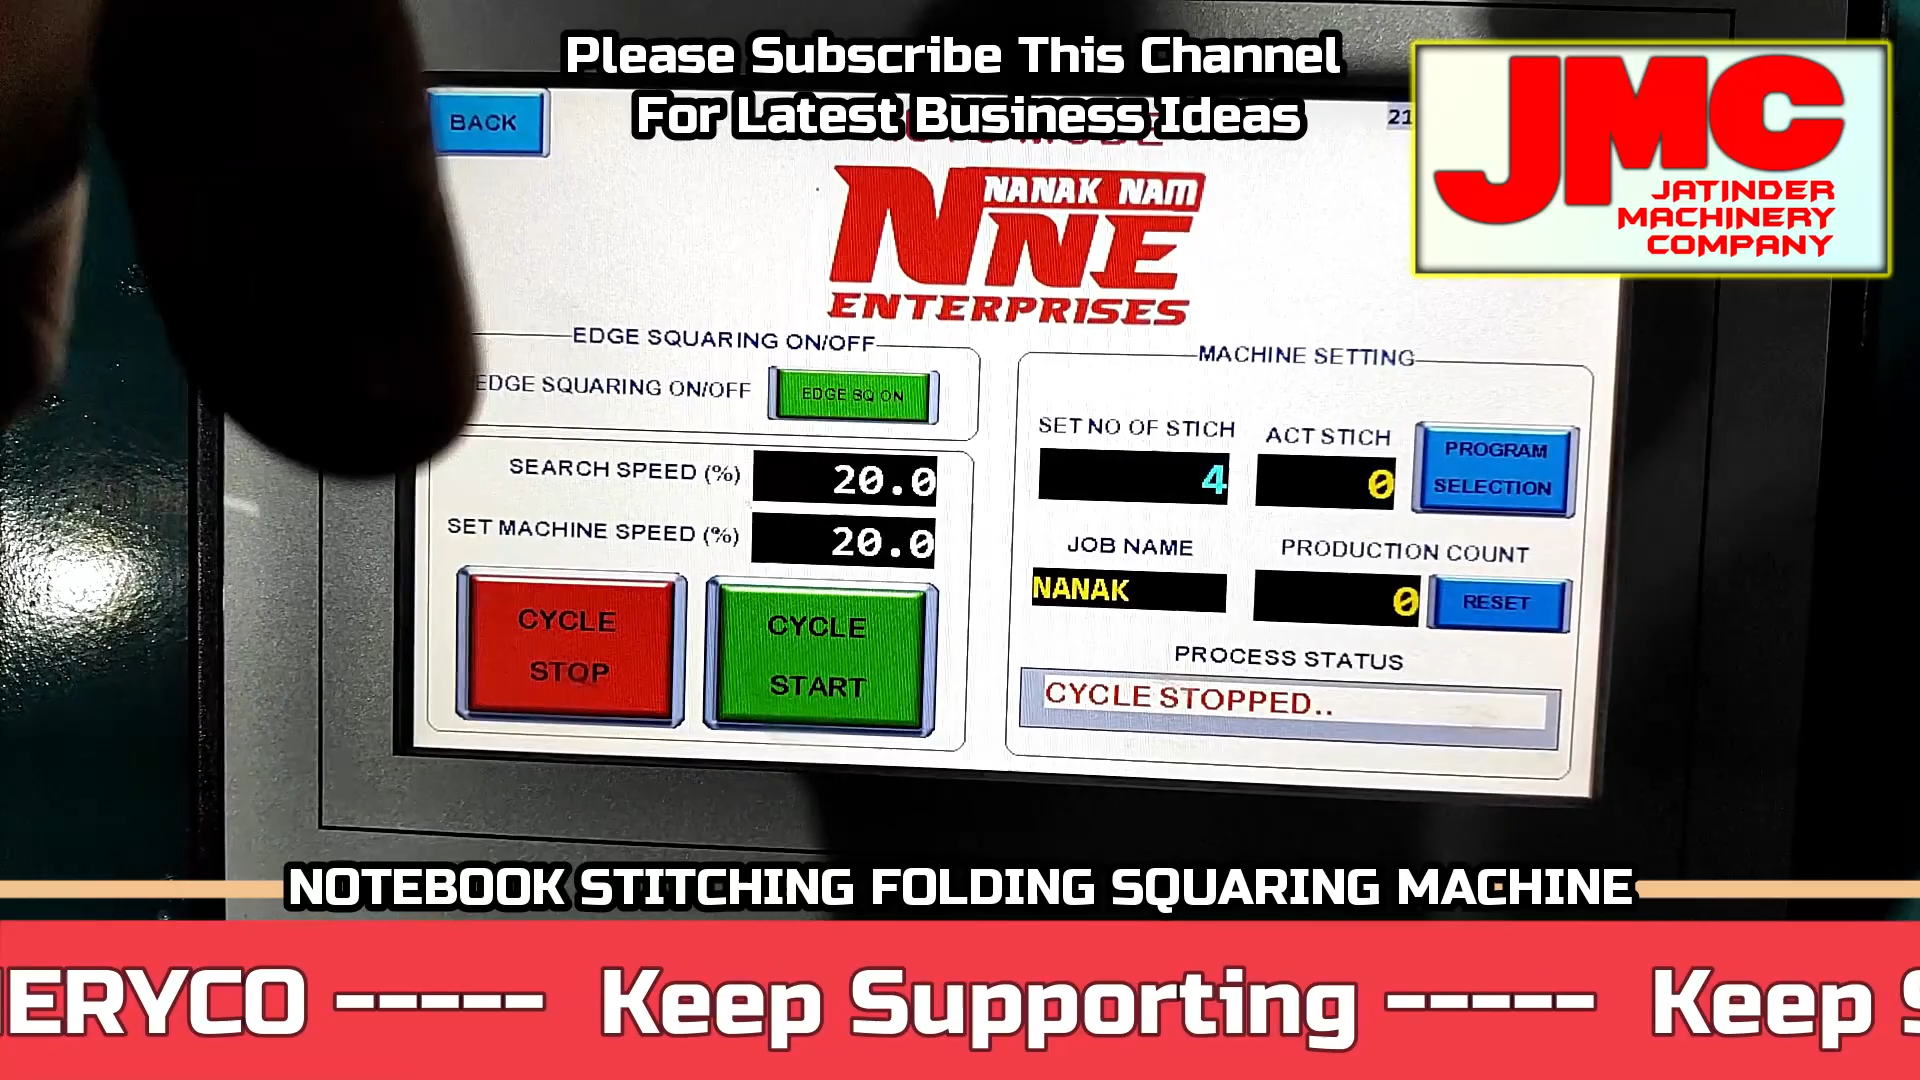 Please Subscribe This Channel
For Latest Business Ideas
JMC
JATINDER
MACHINERY
COMPANY
BACK
21
NANAK NAM
NNE
ENTERPRISES
EDGE SQUARING ON/OFF
EDGE SQUARING ON/OFF
EDGE SQ ON
SEARCH SPEED (%)
20.0
SET MACHINE SPEED (%)
20.0
CYCLE
STOP
CYCLE
START
MACHINE SETTING
SET NO OF STICH
ACT STICH
4
0
PROGRAM
SELECTION
JOB NAME
PRODUCTION COUNT
NANAK
0
RESET
PROCESS STATUS
CYCLE STOPPED..
NOTEBOOK STITCHING FOLDING SQUARING MACHINE
IERYCO ----- Keep Supporting ----- Keep S